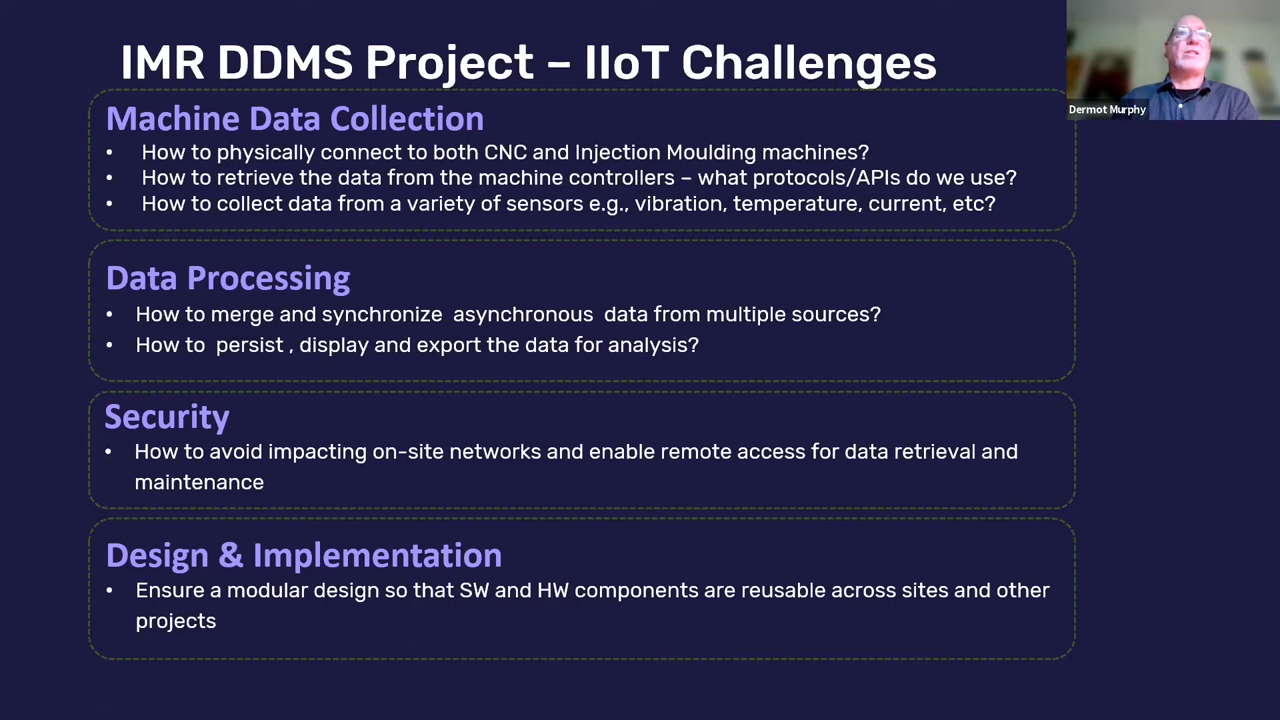 IMR DDMS Project – IIoT Challenges
Dermot Murphy
Machine Data Collection
• How to physically connect to both CNC and Injection Moulding machines?
• How to retrieve the data from the machine controllers – what protocols/APIs do we use?
• How to collect data from a variety of sensors e.g., vibration, temperature, current, etc?
Data Processing
• How to merge and synchronize asynchronous data from multiple sources?
• How to persist , display and export the data for analysis?
Security
• How to avoid impacting on-site networks and enable remote access for data retrieval and
maintenance
Design & Implementation
• Ensure a modular design so that SW and HW components are reusable across sites and other
projects